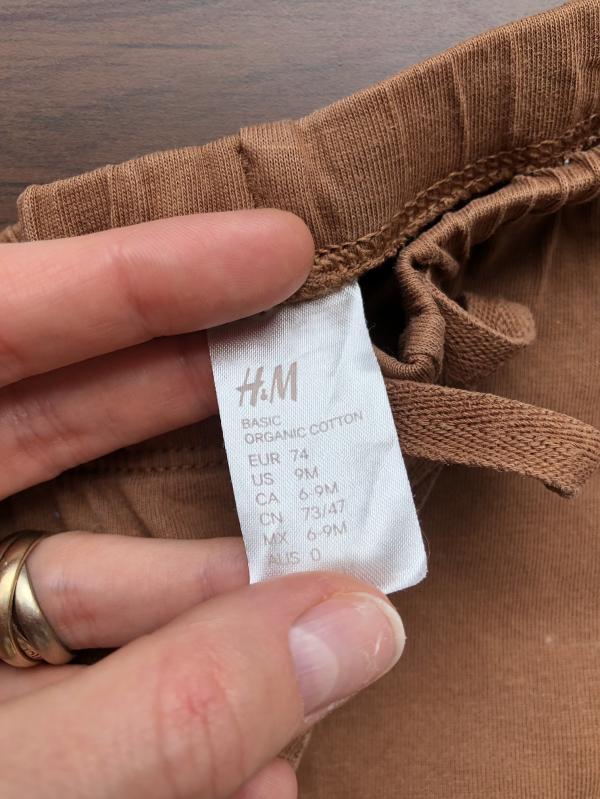 H&M
BASIC
ORGANIC COTTON
EUR 74
US 9M
CA 6-9M
CN 73/47
MX 6-9M
AUS 0